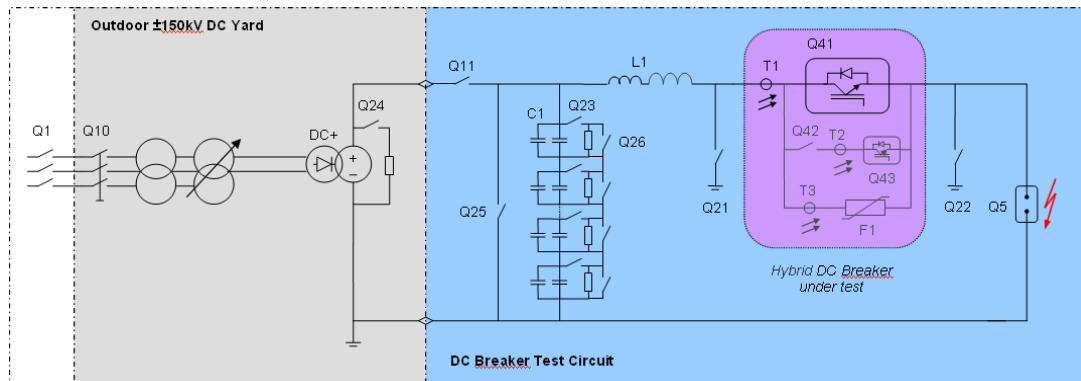 Outdoor ±150kV DC Yard
Q1
Q10
DC+
+
−
Q24
Q11
Q25
C1
Q23
Q26
L1
Q21
T1
Q41
Q42
T2
Q43
T3
F1
Q22
Q5
Hybrid DC Breaker
under test
DC Breaker Test Circuit